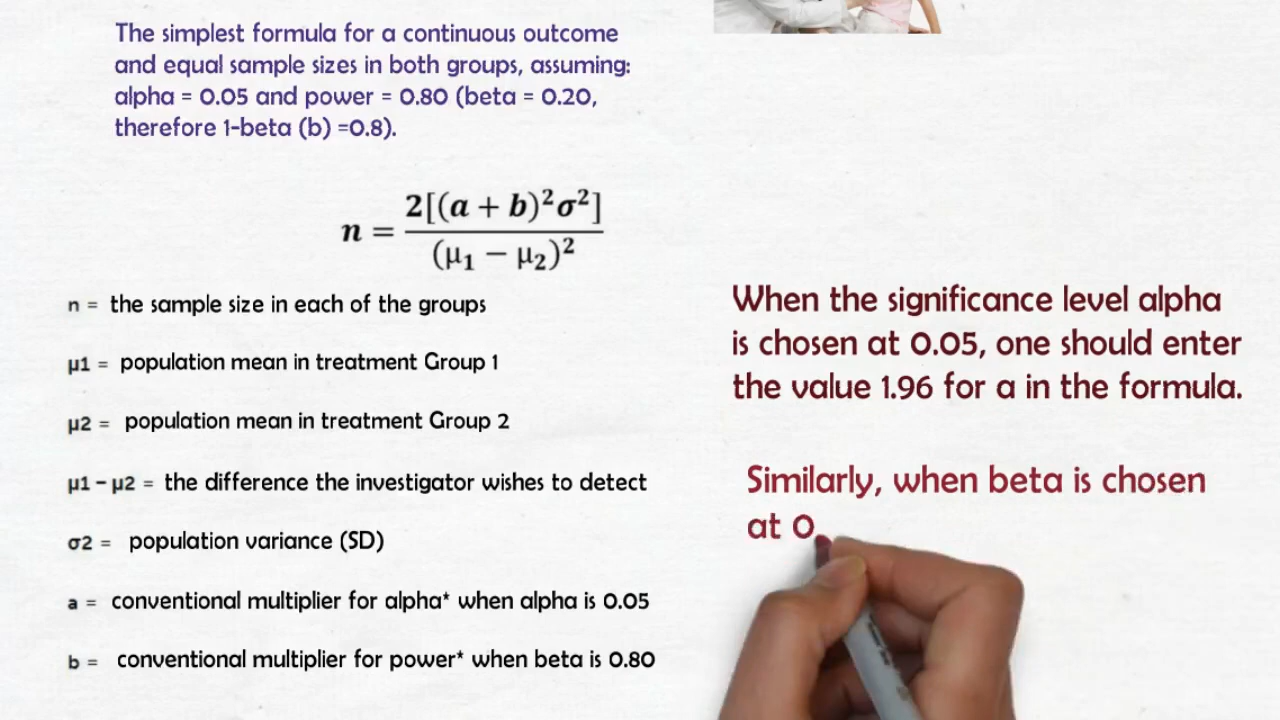 The simplest formula for a continuous outcome
and equal sample sizes in both groups, assuming:
alpha = 0.05 and power = 0.80 (beta = 0.20,
therefore 1-beta (b) =0.8).
n = 2[(a + b)²σ²] / (μ₁ − μ₂)²
n = the sample size in each of the groups
μ1 = population mean in treatment Group 1
μ2 = population mean in treatment Group 2
μ1 – μ2 = the difference the investigator wishes to detect
σ2 = population variance (SD)
a = conventional multiplier for alpha* when alpha is 0.05
b = conventional multiplier for power* when beta is 0.80
When the significance level alpha
is chosen at 0.05, one should enter
the value 1.96 for a in the formula.
Similarly, when beta is chosen
at 0.